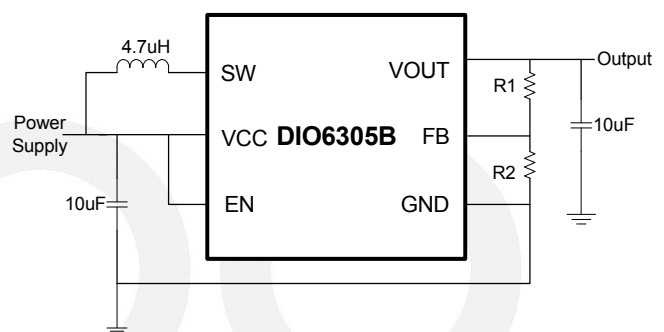 4.7uH
SW
VOUT
Output
R1
Power
Supply
VCC
DIO6305B
FB
10uF
R2
10uF
EN
GND